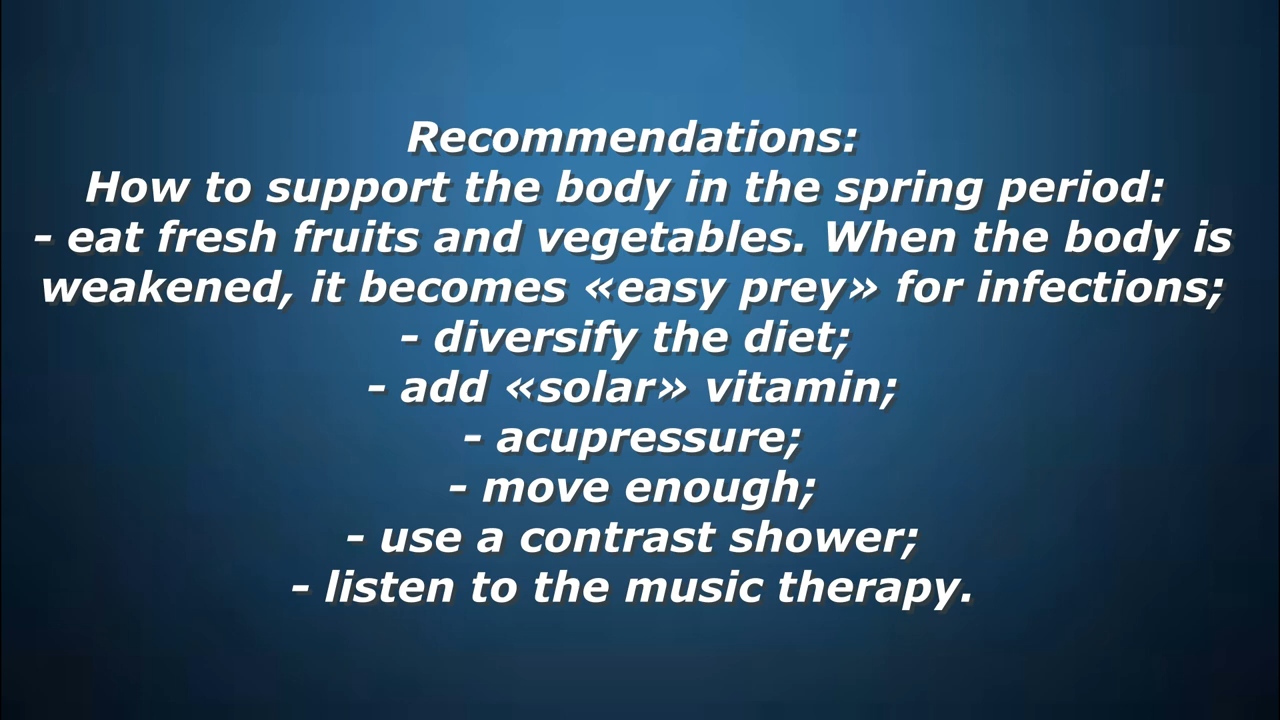 Recommendations:
How to support the body in the spring period:
- eat fresh fruits and vegetables. When the body is
weakened, it becomes «easy prey» for infections;
- diversify the diet;
- add «solar» vitamin;
- acupressure;
- move enough;
- use a contrast shower;
- listen to the music therapy.